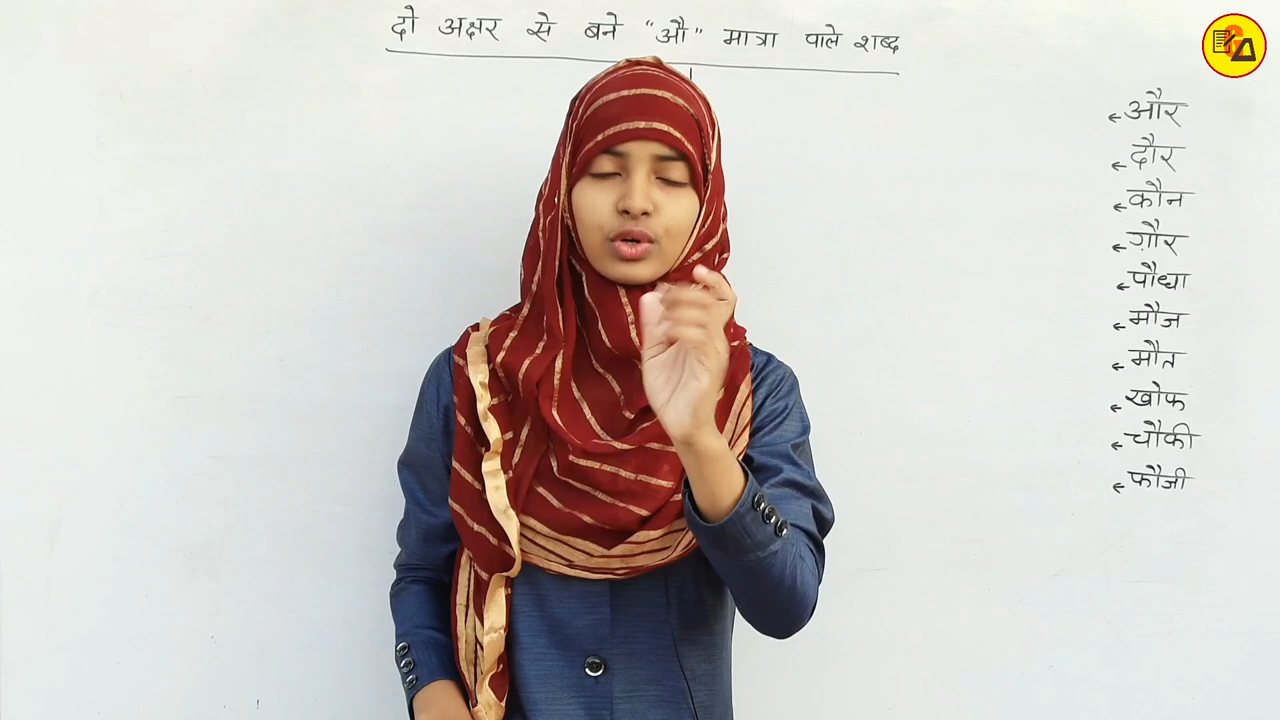 दो अक्षर से बने "औ" मात्रा वाले शब्द
और
दौर
कौन
ग़ौर
पौधा
मौज
मौत
खोफ
चौकी
फौजी